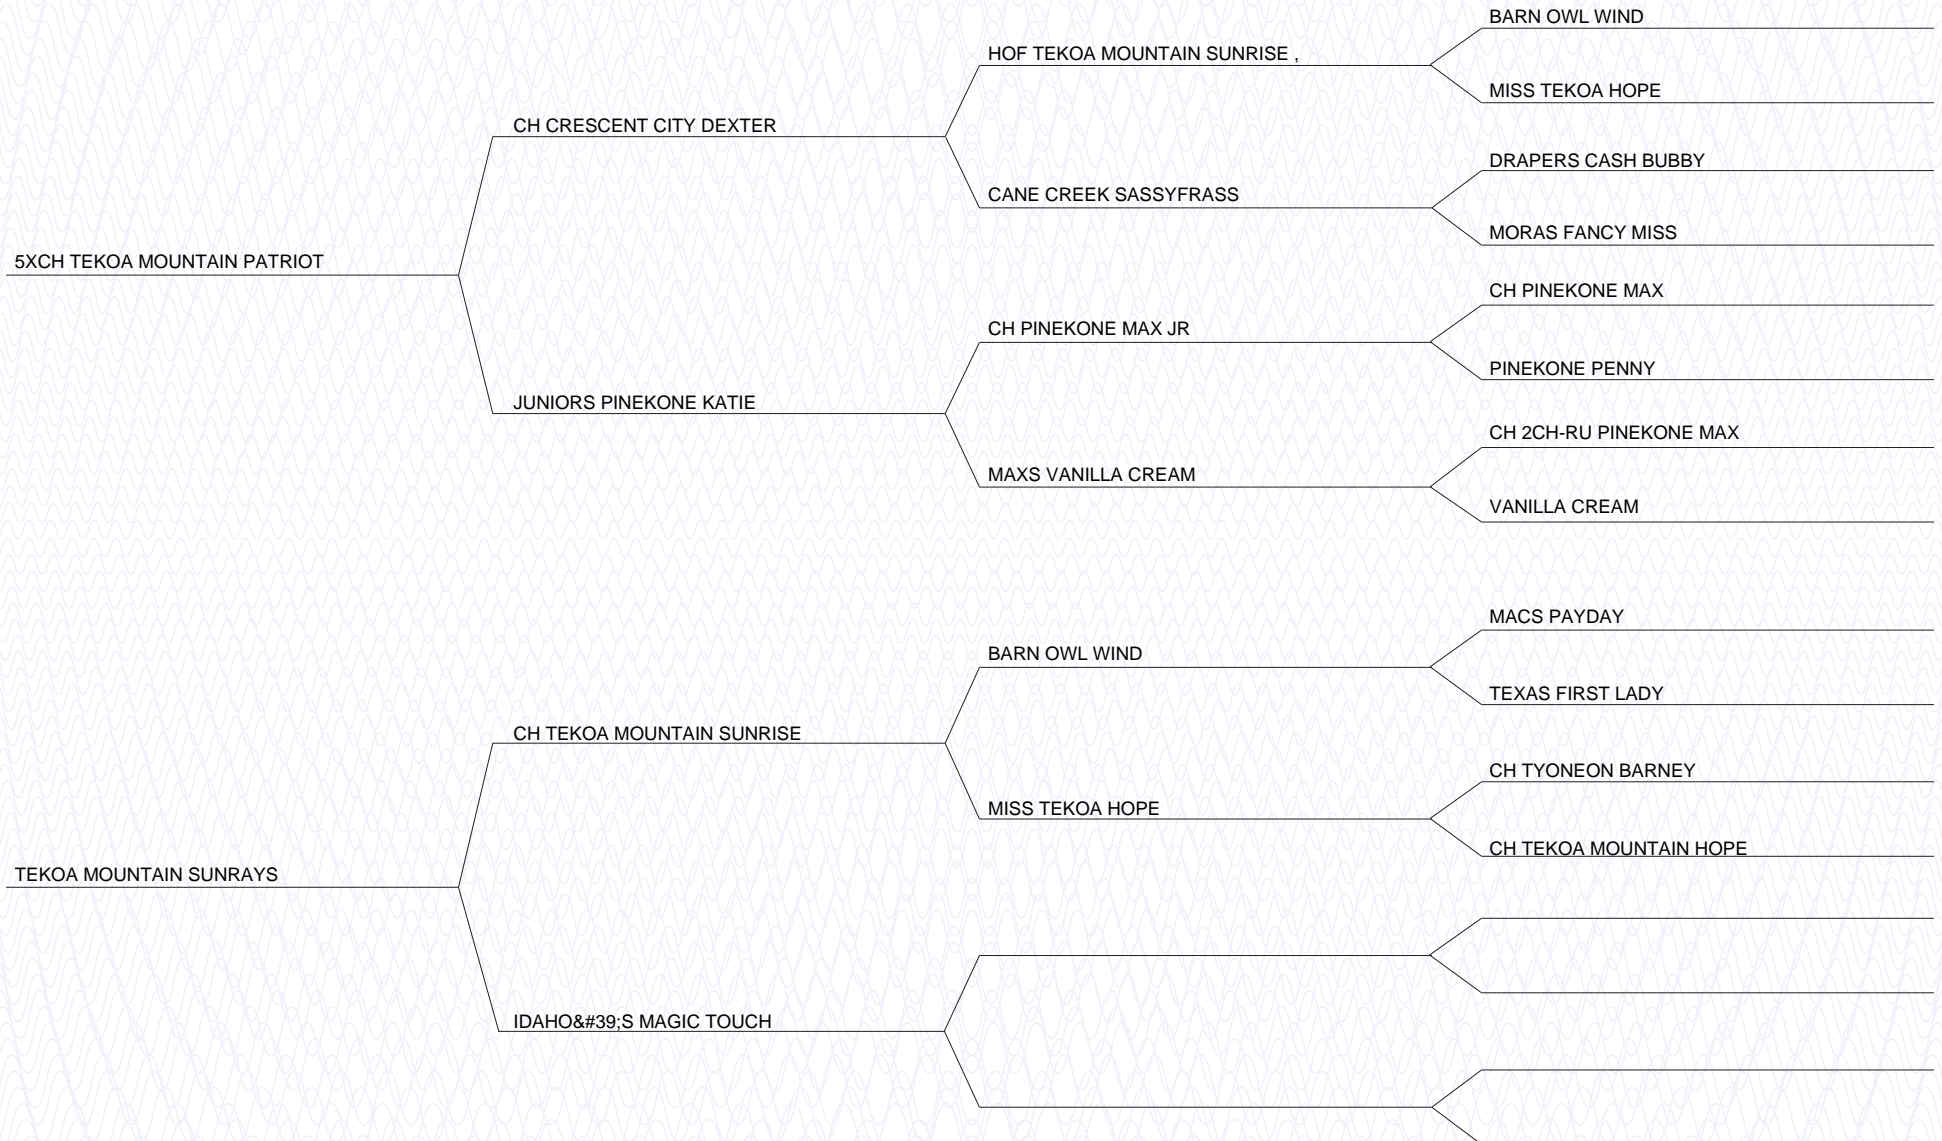 BARN OWL WIND
HOF TEKOA MOUNTAIN SUNRISE ,
MISS TEKOA HOPE
CH CRESCENT CITY DEXTER
DRAPERS CASH BUBBY
CANE CREEK SASSYFRASS
MORAS FANCY MISS
5XCH TEKOA MOUNTAIN PATRIOT
CH PINEKONE MAX
CH PINEKONE MAX JR
PINEKONE PENNY
JUNIORS PINEKONE KATIE
CH 2CH-RU PINEKONE MAX
MAXS VANILLA CREAM
VANILLA CREAM
MACS PAYDAY
BARN OWL WIND
TEXAS FIRST LADY
CH TEKOA MOUNTAIN SUNRISE
CH TYONEON BARNEY
MISS TEKOA HOPE
CH TEKOA MOUNTAIN HOPE
TEKOA MOUNTAIN SUNRAYS
IDAHO&#39;S MAGIC TOUCH